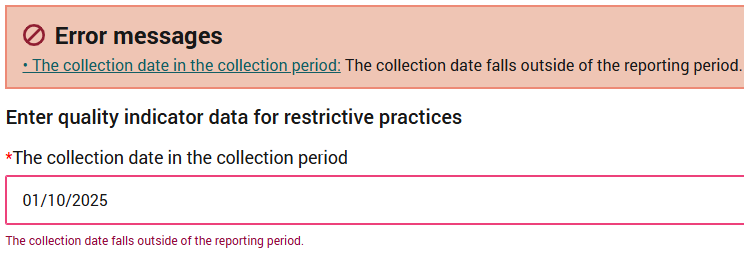 Error messages
• The collection date in the collection period: The collection date falls outside of the reporting period.
Enter quality indicator data for restrictive practices
*The collection date in the collection period
01/10/2025
The collection date falls outside of the reporting period.